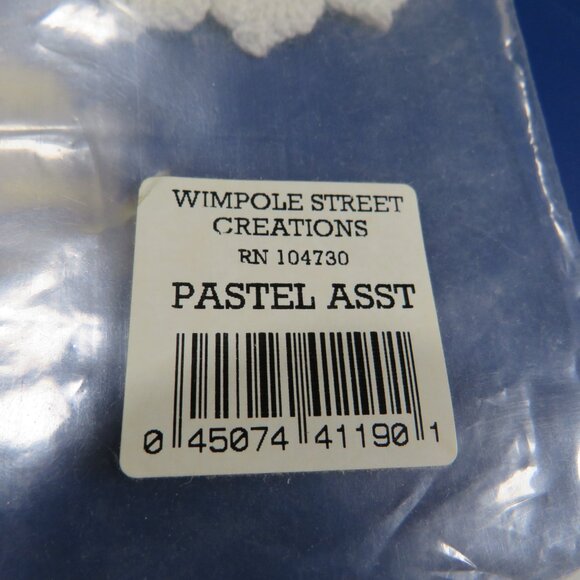 WIMPOLE STREET
CREATIONS
RN 104730
PASTEL ASST
0 45074 41190 1